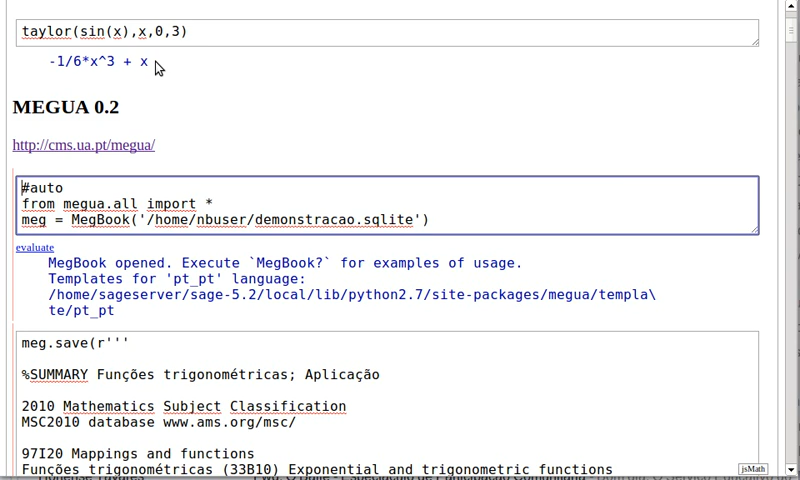 taylor(sin(x),x,0,3)
-1/6*x^3 + x
MEGUA 0.2
http://cms.ua.pt/megua/
#auto
from megua.all import *
meg = MegBook('/home/nbuser/demonstracao.sqlite')
evaluate
MegBook opened. Execute `MegBook?` for examples of usage.
Templates for 'pt_pt' language:
/home/sageserver/sage-5.2/local/lib/python2.7/site-packages/megua/templa\
te/pt_pt
meg.save(r'''
%SUMMARY Funções trigonométricas; Aplicação
2010 Mathematics Subject Classification
MSC2010 database www.ams.org/msc/
97I20 Mappings and functions
Funções trigonométricas (33B10) Exponential and trigonometric functions
jsMath